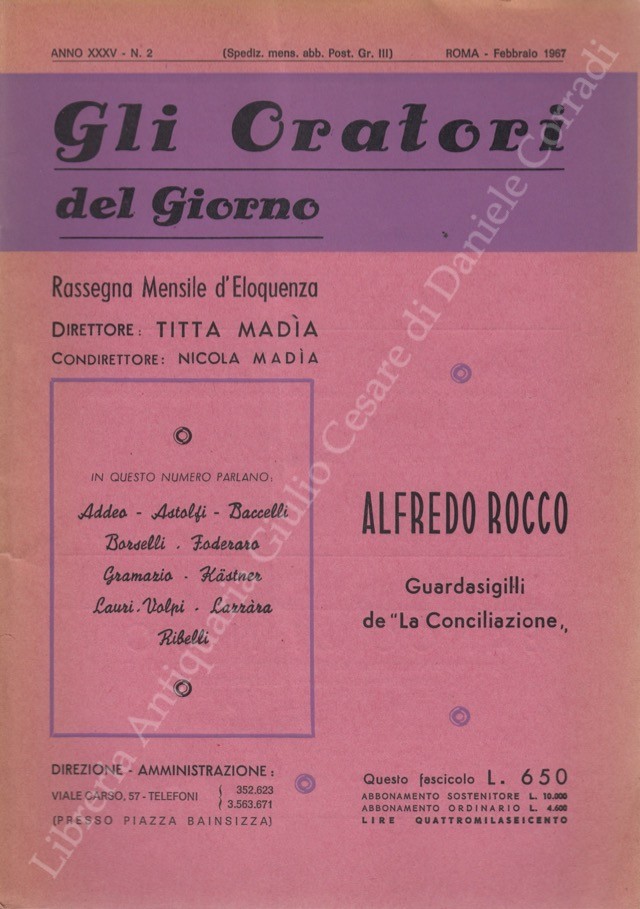 ANNO XXXV - N. 2 (Spediz. mens. abb. Post. Gr. III) ROMA - Febbraio 1967
Gli Oratori
del Giorno
Rassegna Mensile d'Eloquenza
DIRETTORE: TITTA MADÌA
CONDIRETTORE: NICOLA MADÌA
IN QUESTO NUMERO PARLANO:
Addeo - Astolfi - Baccelli
Borselli . Foderaro
Gramazio - Kästner
Lauri-Volpi - Lazzàra
Ribelli
ALFREDO ROCCO
Guardasigilli
de "La Conciliazione„
DIREZIONE - AMMINISTRAZIONE:
VIALE CARSO, 57 - TELEFONI { 352.623
3.563.671
(PRESSO PIAZZA BAINSIZZA)
Questo fascicolo L. 650
ABBONAMENTO SOSTENITORE L. 10.000
ABBONAMENTO ORDINARIO L. 4.600
LIRE QUATTROMILASEICENTO
Libreria Antiquaria Giulio Cesare di Daniele Corradi